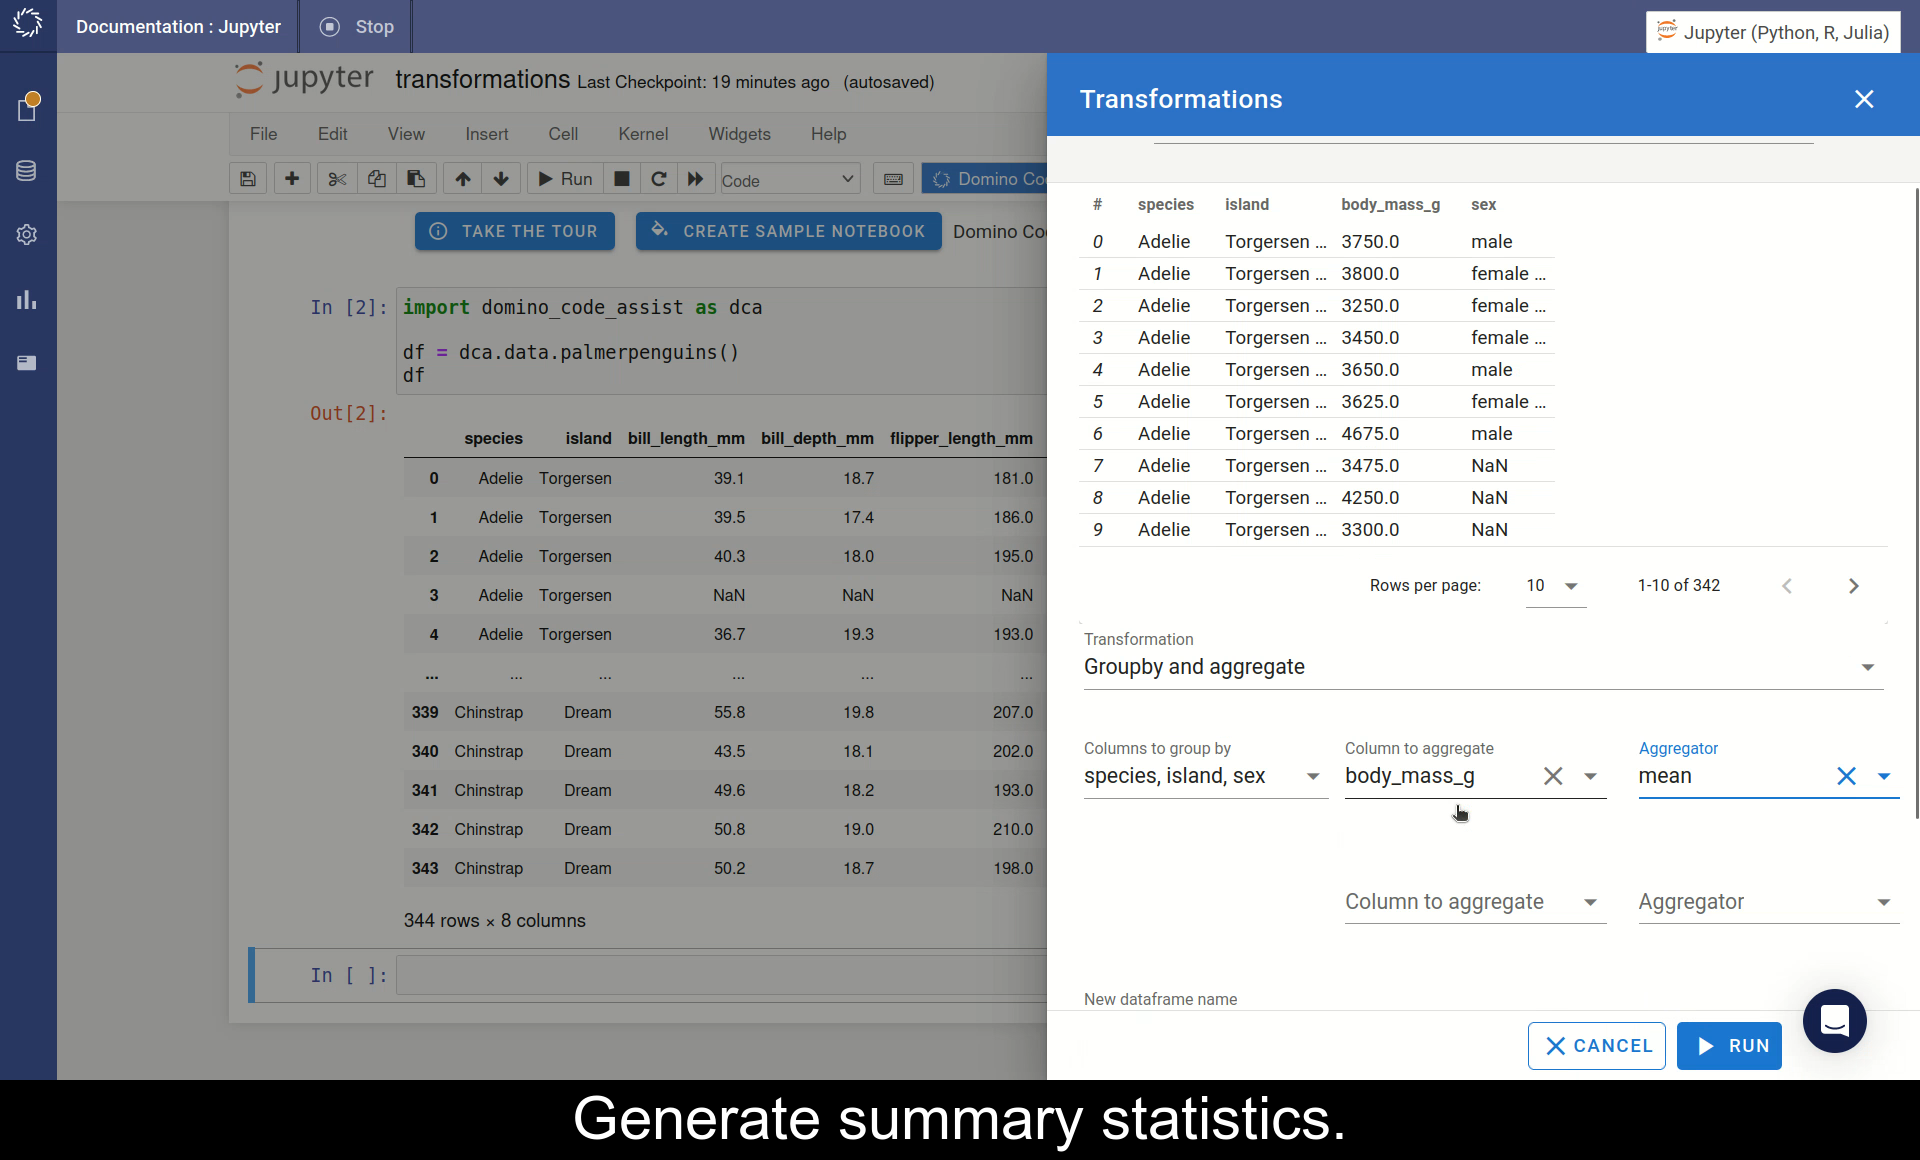 Documentation : Jupyter
Stop
Jupyter (Python, R, Julia)
jupyter transformations Last Checkpoint: 19 minutes ago (autosaved)
File Edit View Insert Cell Kernel Widgets Help
Run Code Domino Co
TAKE THE TOUR CREATE SAMPLE NOTEBOOK Domino Co
In [2]: import domino_code_assist as dca
df = dca.data.palmerpenguins()
df
Out[2]:
species island bill_length_mm bill_depth_mm flipper_length_mm
0 Adelie Torgersen 39.1 18.7 181.0
1 Adelie Torgersen 39.5 17.4 186.0
2 Adelie Torgersen 40.3 18.0 195.0
3 Adelie Torgersen NaN NaN NaN
4 Adelie Torgersen 36.7 19.3 193.0
... ... ... ... ... ...
339 Chinstrap Dream 55.8 19.8 207.0
340 Chinstrap Dream 43.5 18.1 202.0
341 Chinstrap Dream 49.6 18.2 193.0
342 Chinstrap Dream 50.8 19.0 210.0
343 Chinstrap Dream 50.2 18.7 198.0
344 rows × 8 columns
In [ ]:
Transformations
# species island body_mass_g sex
0 Adelie Torgersen ... 3750.0 male
1 Adelie Torgersen ... 3800.0 female ...
2 Adelie Torgersen ... 3250.0 female ...
3 Adelie Torgersen ... 3450.0 female ...
4 Adelie Torgersen ... 3650.0 male
5 Adelie Torgersen ... 3625.0 female ...
6 Adelie Torgersen ... 4675.0 male
7 Adelie Torgersen ... 3475.0 NaN
8 Adelie Torgersen ... 4250.0 NaN
9 Adelie Torgersen ... 3300.0 NaN
Rows per page: 10 1-10 of 342
Transformation
Groupby and aggregate
Columns to group by Column to aggregate Aggregator
species, island, sex body_mass_g mean
Column to aggregate Aggregator
New dataframe name
CANCEL RUN
Generate summary statistics.